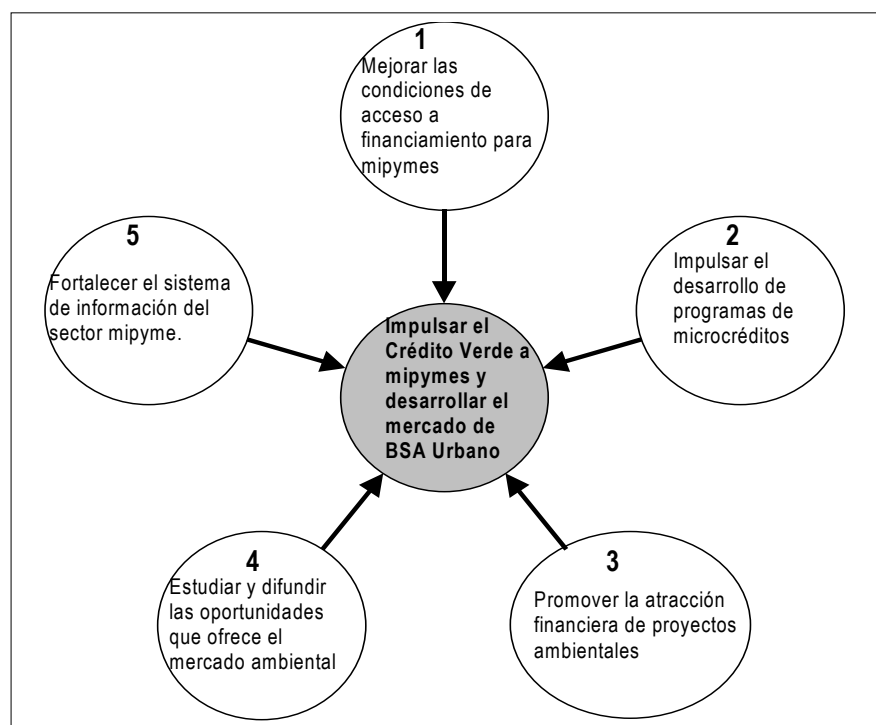 1
Mejorar las
condiciones de
acceso a
financiamiento para
mipymes
2
Impulsar el
desarrollo de
programas de
microcréditos
3
Promover la atracción
financiera de proyectos
ambientales
4
Estudiar y difundir
las oportunidades
que ofrece el
mercado ambiental
5
Fortalecer el sistema
de información del
sector mipyme.
Impulsar el
Crédito Verde a
mipymes y
desarrollar el
mercado de
BSA Urbano